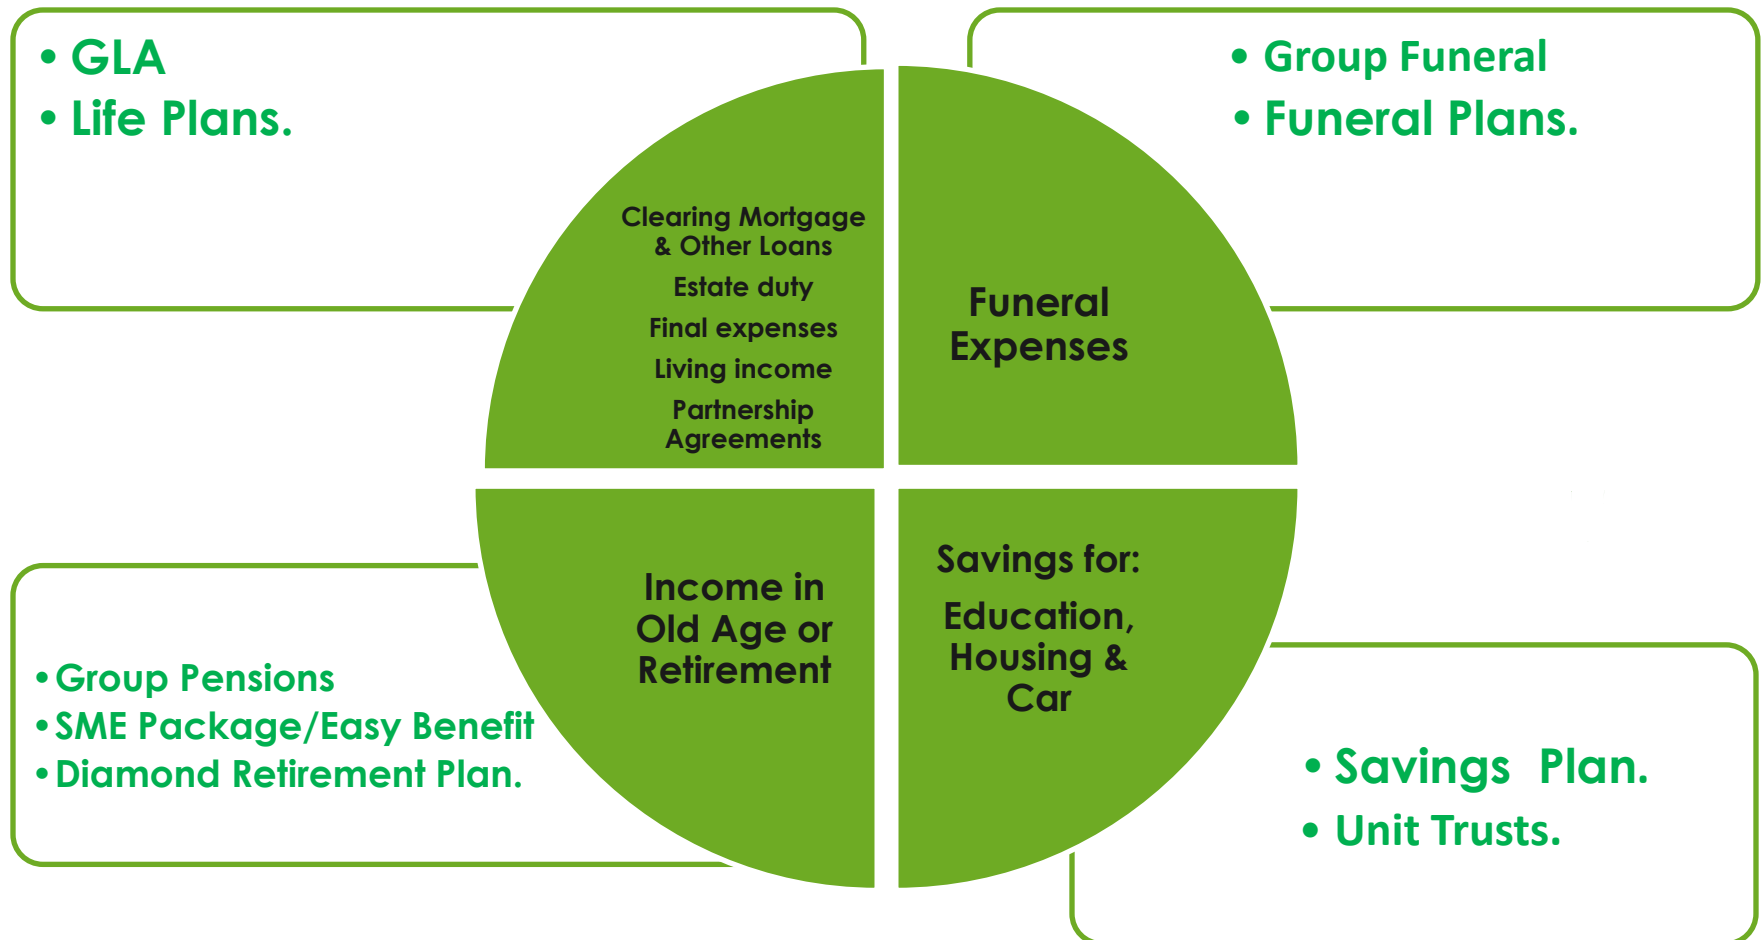 • GLA
• Life Plans.
• Group Funeral
• Funeral Plans.
Clearing Mortgage
& Other Loans
Estate duty
Final expenses
Living income
Partnership
Agreements
Funeral
Expenses
Income in
Old Age or
Retirement
Savings for:
Education,
Housing &
Car
• Group Pensions
• SME Package/Easy Benefit
• Diamond Retirement Plan.
• Savings Plan.
• Unit Trusts.